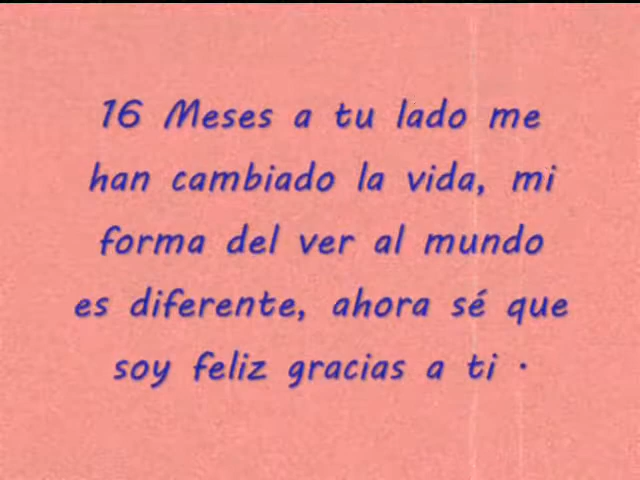 16 Meses a tu lado me
han cambiado la vida, mi
forma del ver al mundo
es diferente, ahora sé que
soy feliz gracias a ti .